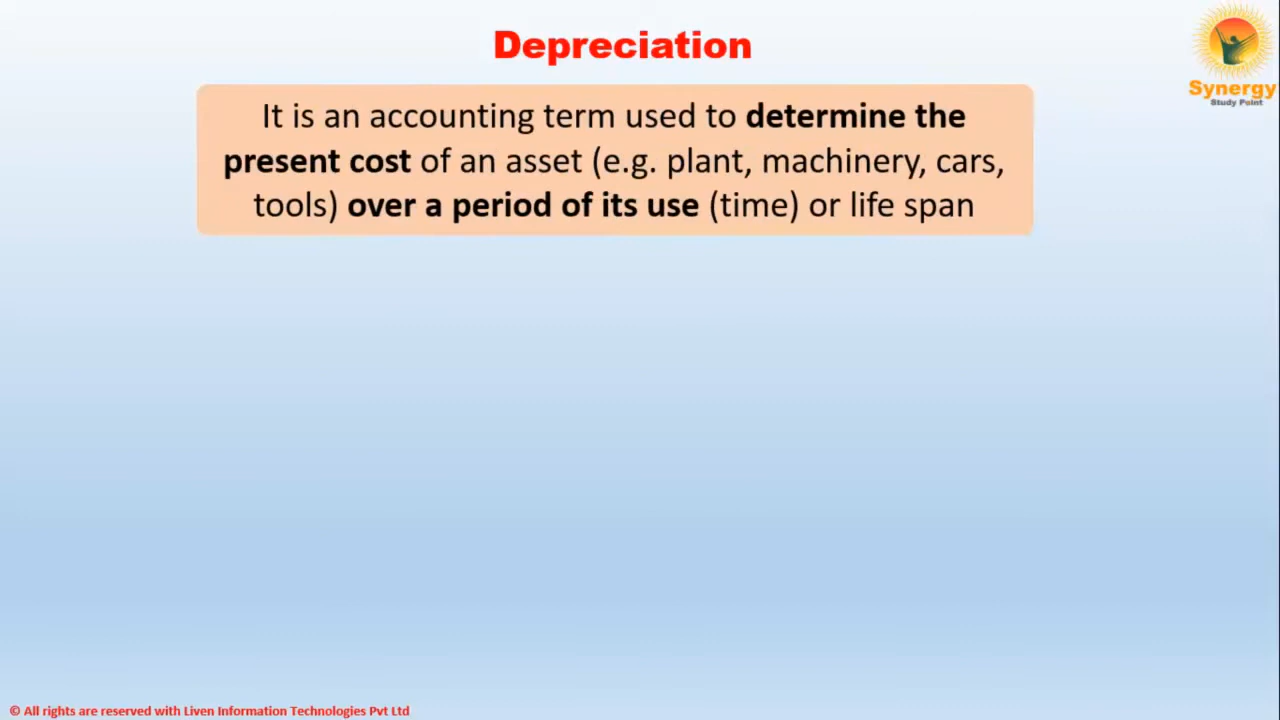 Depreciation
Synergy
Study Point
It is an accounting term used to determine the
present cost of an asset (e.g. plant, machinery, cars,
tools) over a period of its use (time) or life span
© All rights are reserved with Liven Information Technologies Pvt Ltd